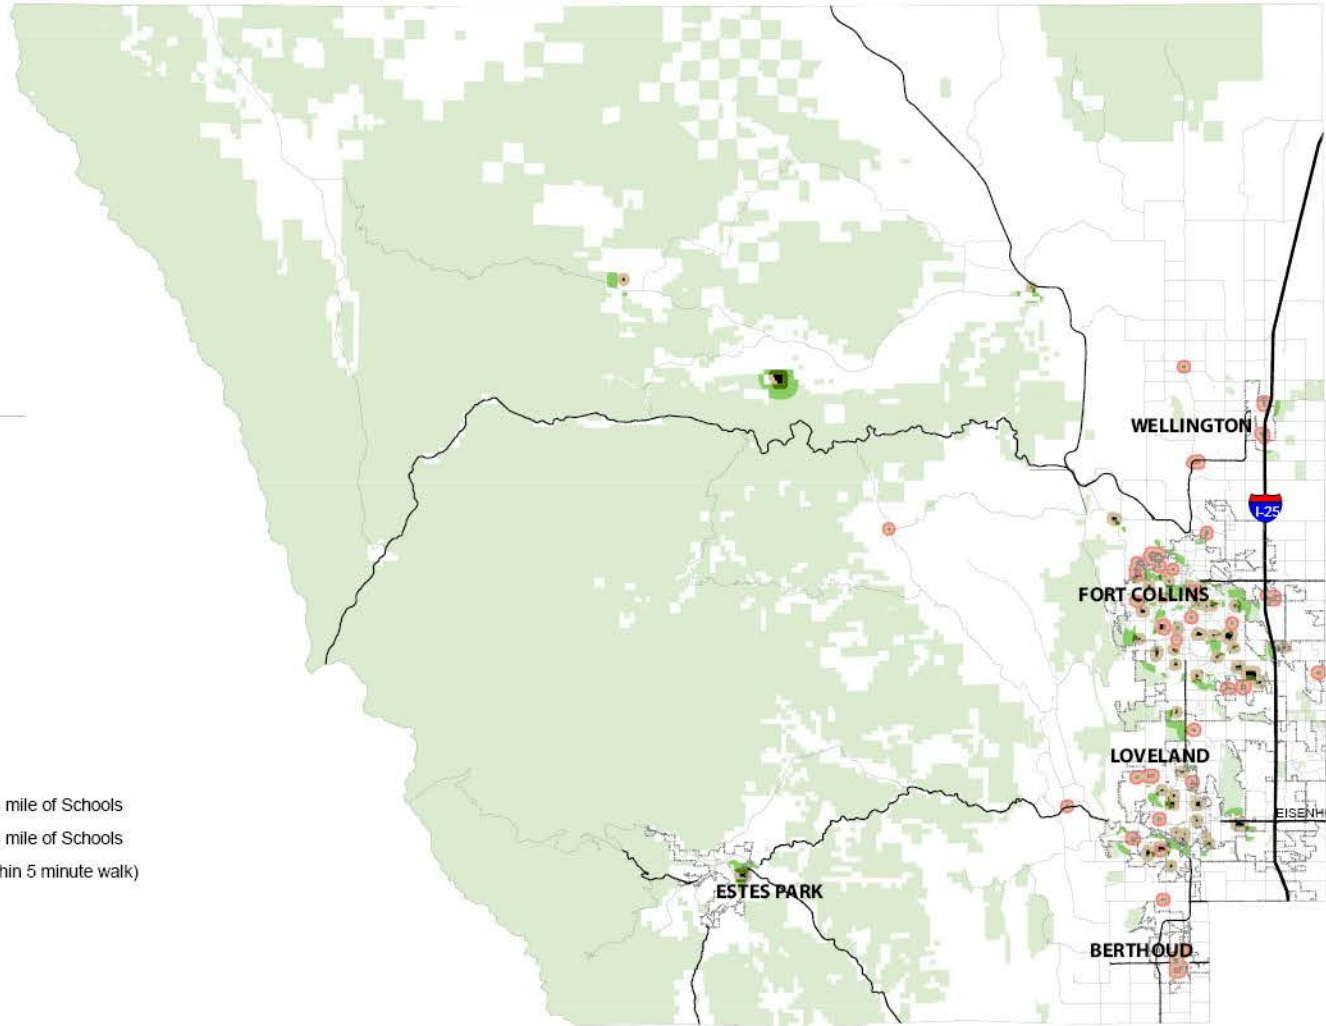 WELLINGTON
I-25
FORT COLLINS
LOVELAND
mile of Schools
mile of Schools
EISENH
hin 5 minute walk)
ESTES PARK
BERTHOUD